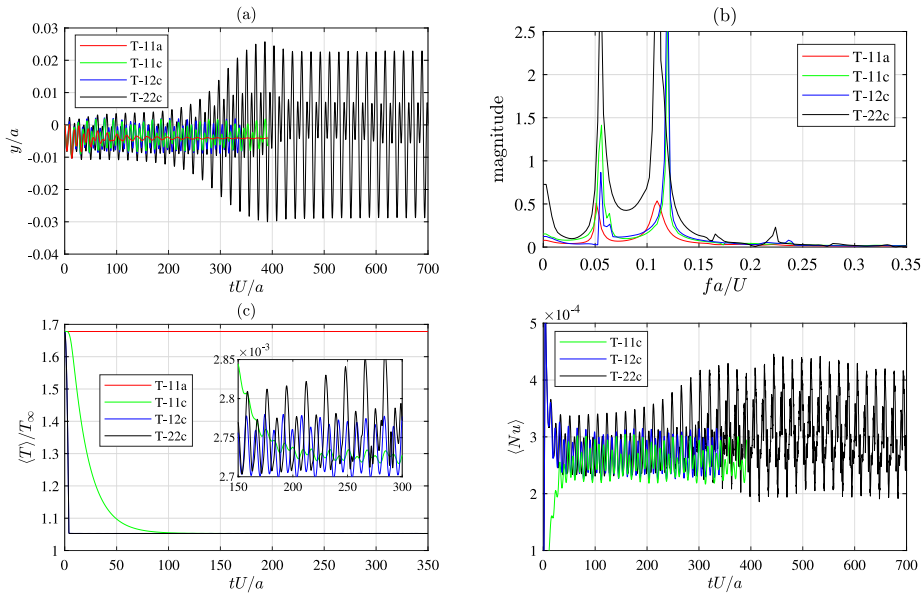 (a)
0.03
0.02
0.01
0
-0.01
-0.02
-0.03
-0.04
y/a
T-11a
T-11c
T-12c
T-22c
0 100 200 300 400 500 600 700
tU/a
(b)
2.5
2
1.5
1
0.5
0
magnitude
T-11a
T-11c
T-12c
T-22c
0 0.05 0.1 0.15 0.2 0.25 0.3 0.35
fa/U
(c)
1.7
1.6
1.5
1.4
1.3
1.2
1.1
1
⟨T⟩/T∞
T-11a
T-11c
T-12c
T-22c
×10⁻³
2.85
2.8
2.75
2.7
150 200 250 300
0 50 100 150 200 250 300 350
tU/a
×10⁻⁴
5
4
3
2
1
⟨Nu⟩
T-11c
T-12c
T-22c
0 100 200 300 400 500 600 700
tU/a